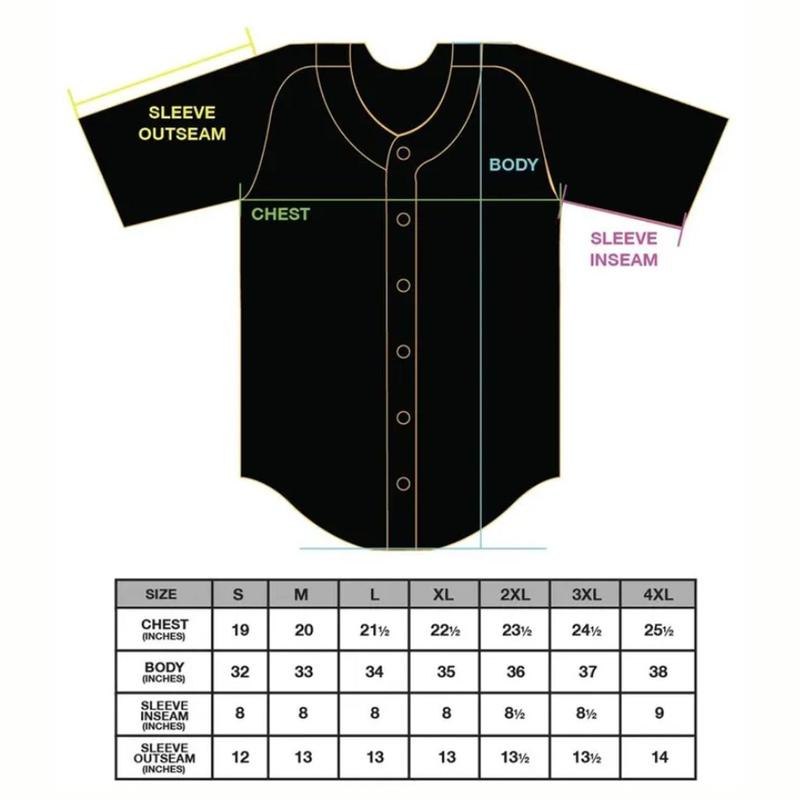 SLEEVE
OUTSEAM
BODY
CHEST
SLEEVE
INSEAM
SIZE S M L XL 2XL 3XL 4XL
CHEST
(INCHES) 19 20 21½ 22½ 23½ 24½ 25½
BODY
(INCHES) 32 33 34 35 36 37 38
SLEEVE
INSEAM
(INCHES) 8 8 8 8 8½ 8½ 9
SLEEVE
OUTSEAM
(INCHES) 12 13 13 13 13½ 13½ 14